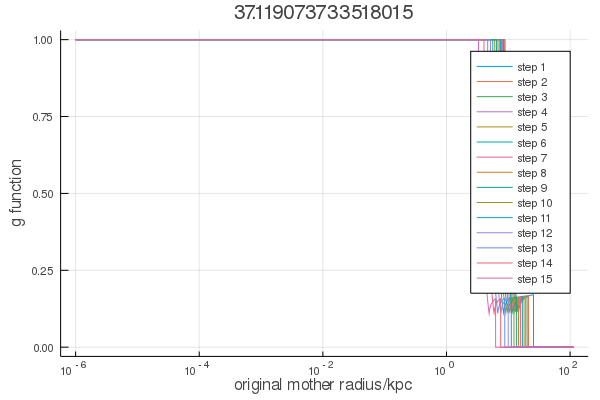 37.119073733518015
g function
1.00
0.75
0.50
0.25
0.00
step 1
step 2
step 3
step 4
step 5
step 6
step 7
step 8
step 9
step 10
step 11
step 12
step 13
step 14
step 15
10^-6 10^-4 10^-2 10^0 10^2
original mother radius/kpc